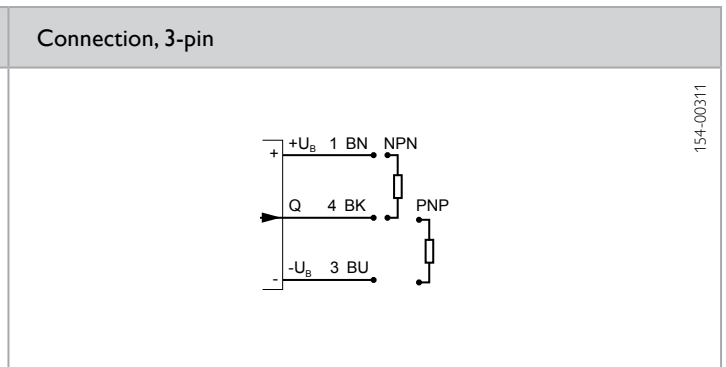 Connection, 3-pin
154-00311
+U_B 1 BN NPN
+
Q 4 BK PNP
-U_B 3 BU
-